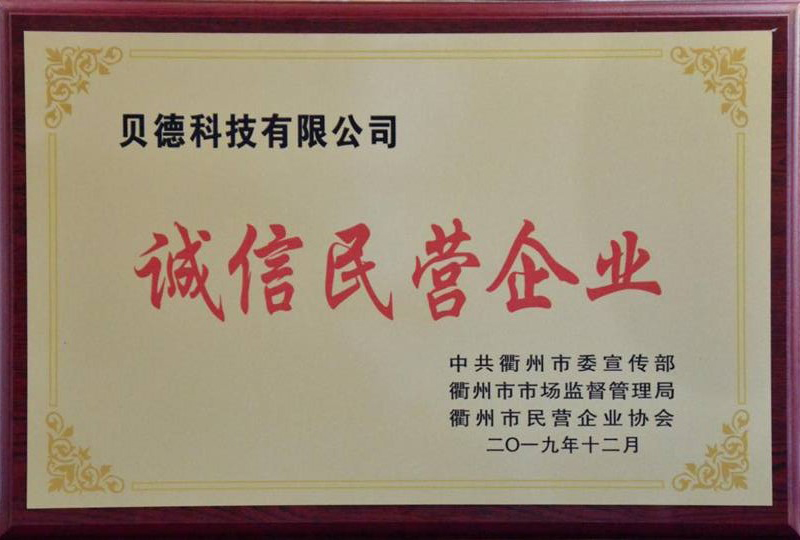 贝德科技有限公司
诚信民营企业
中共衢州市委宣传部
衢州市市场监督管理局
衢州市民营企业协会
二〇一九年十二月